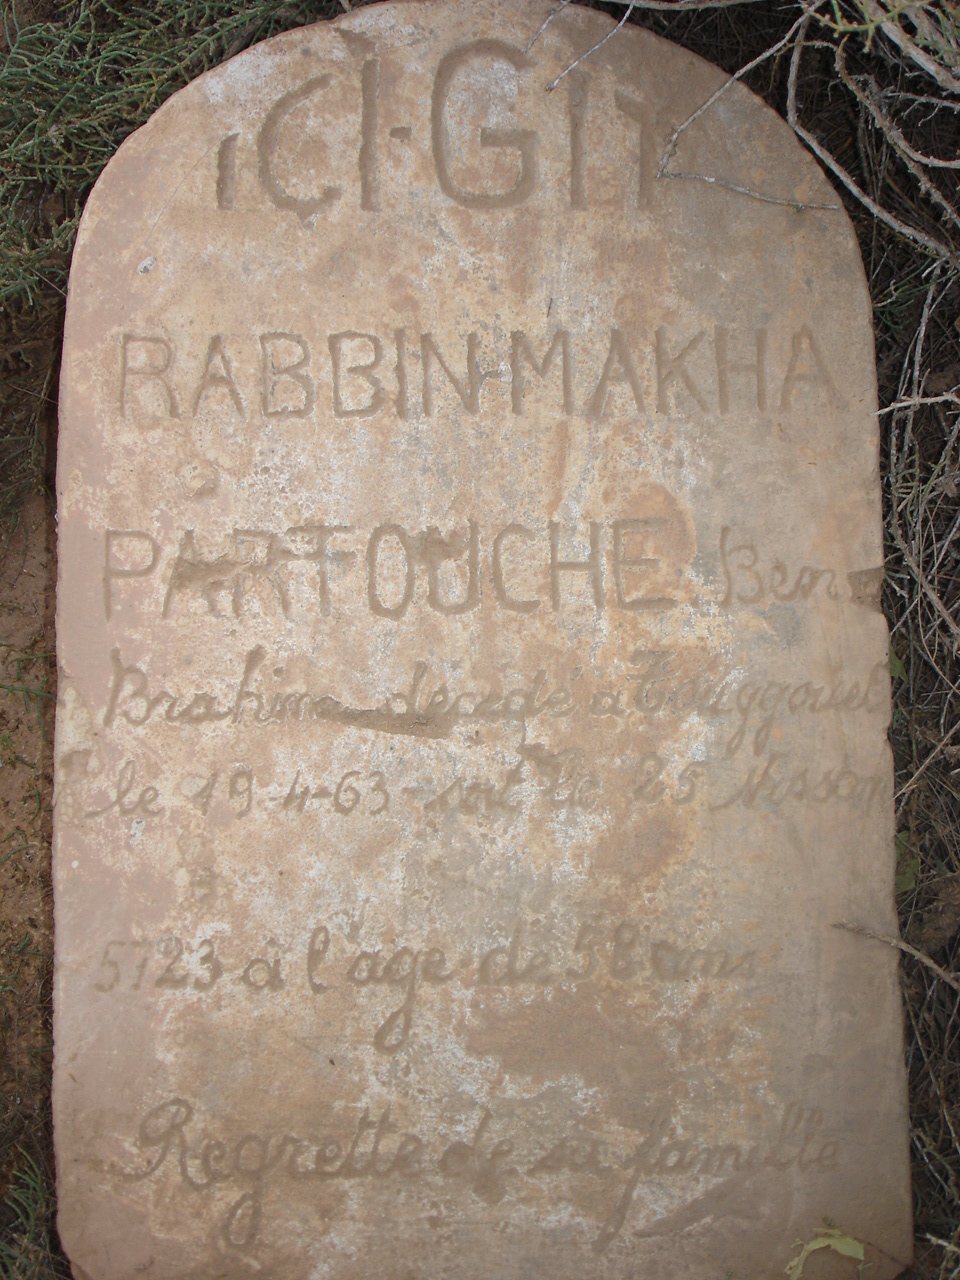 ICI-GIT
RABBIN-MAKHA
PARTOUCHE Ben
Brahim decedé a Touggourt
le 19-4-63 soit le 25 Nissan
5723 à l'age de 58 ans
Regrette de sa famille